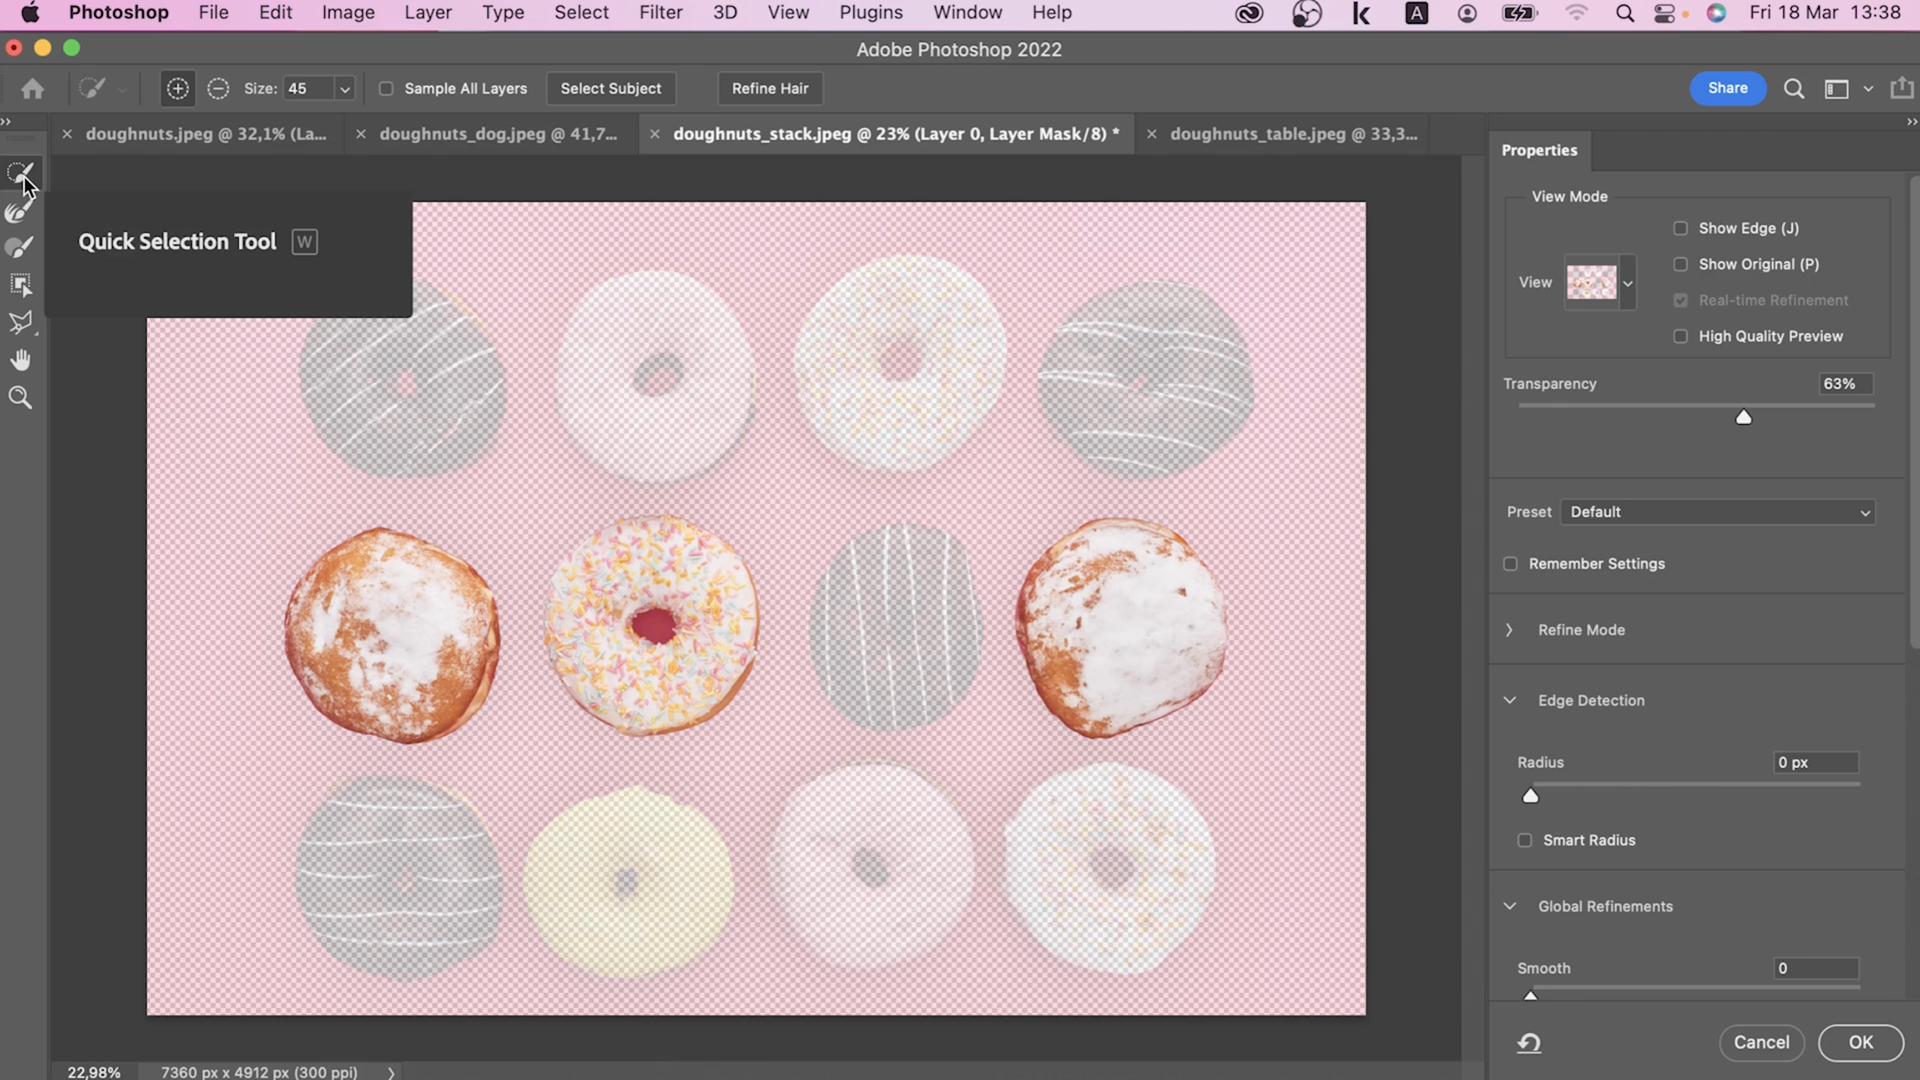 Photoshop File Edit Image Layer Type Select Filter 3D View Plugins Window Help A Fri 18 Mar 13:38
Adobe Photoshop 2022
Size: 45 Sample All Layers Select Subject Refine Hair Share
doughnuts.jpeg @ 32,1% (La... doughnuts_dog.jpeg @ 41,7... doughnuts_stack.jpeg @ 23% (Layer 0, Layer Mask/8) * doughnuts_table.jpeg @ 33,3...
Quick Selection Tool W
Properties
View Mode
Show Edge (J)
Show Original (P)
View
Real-time Refinement
High Quality Preview
Transparency 63%
Preset Default
Remember Settings
Refine Mode
Edge Detection
Radius 0 px
Smart Radius
Global Refinements
Smooth 0
Cancel OK
22,98% 7360 px x 4912 px (300 ppi)